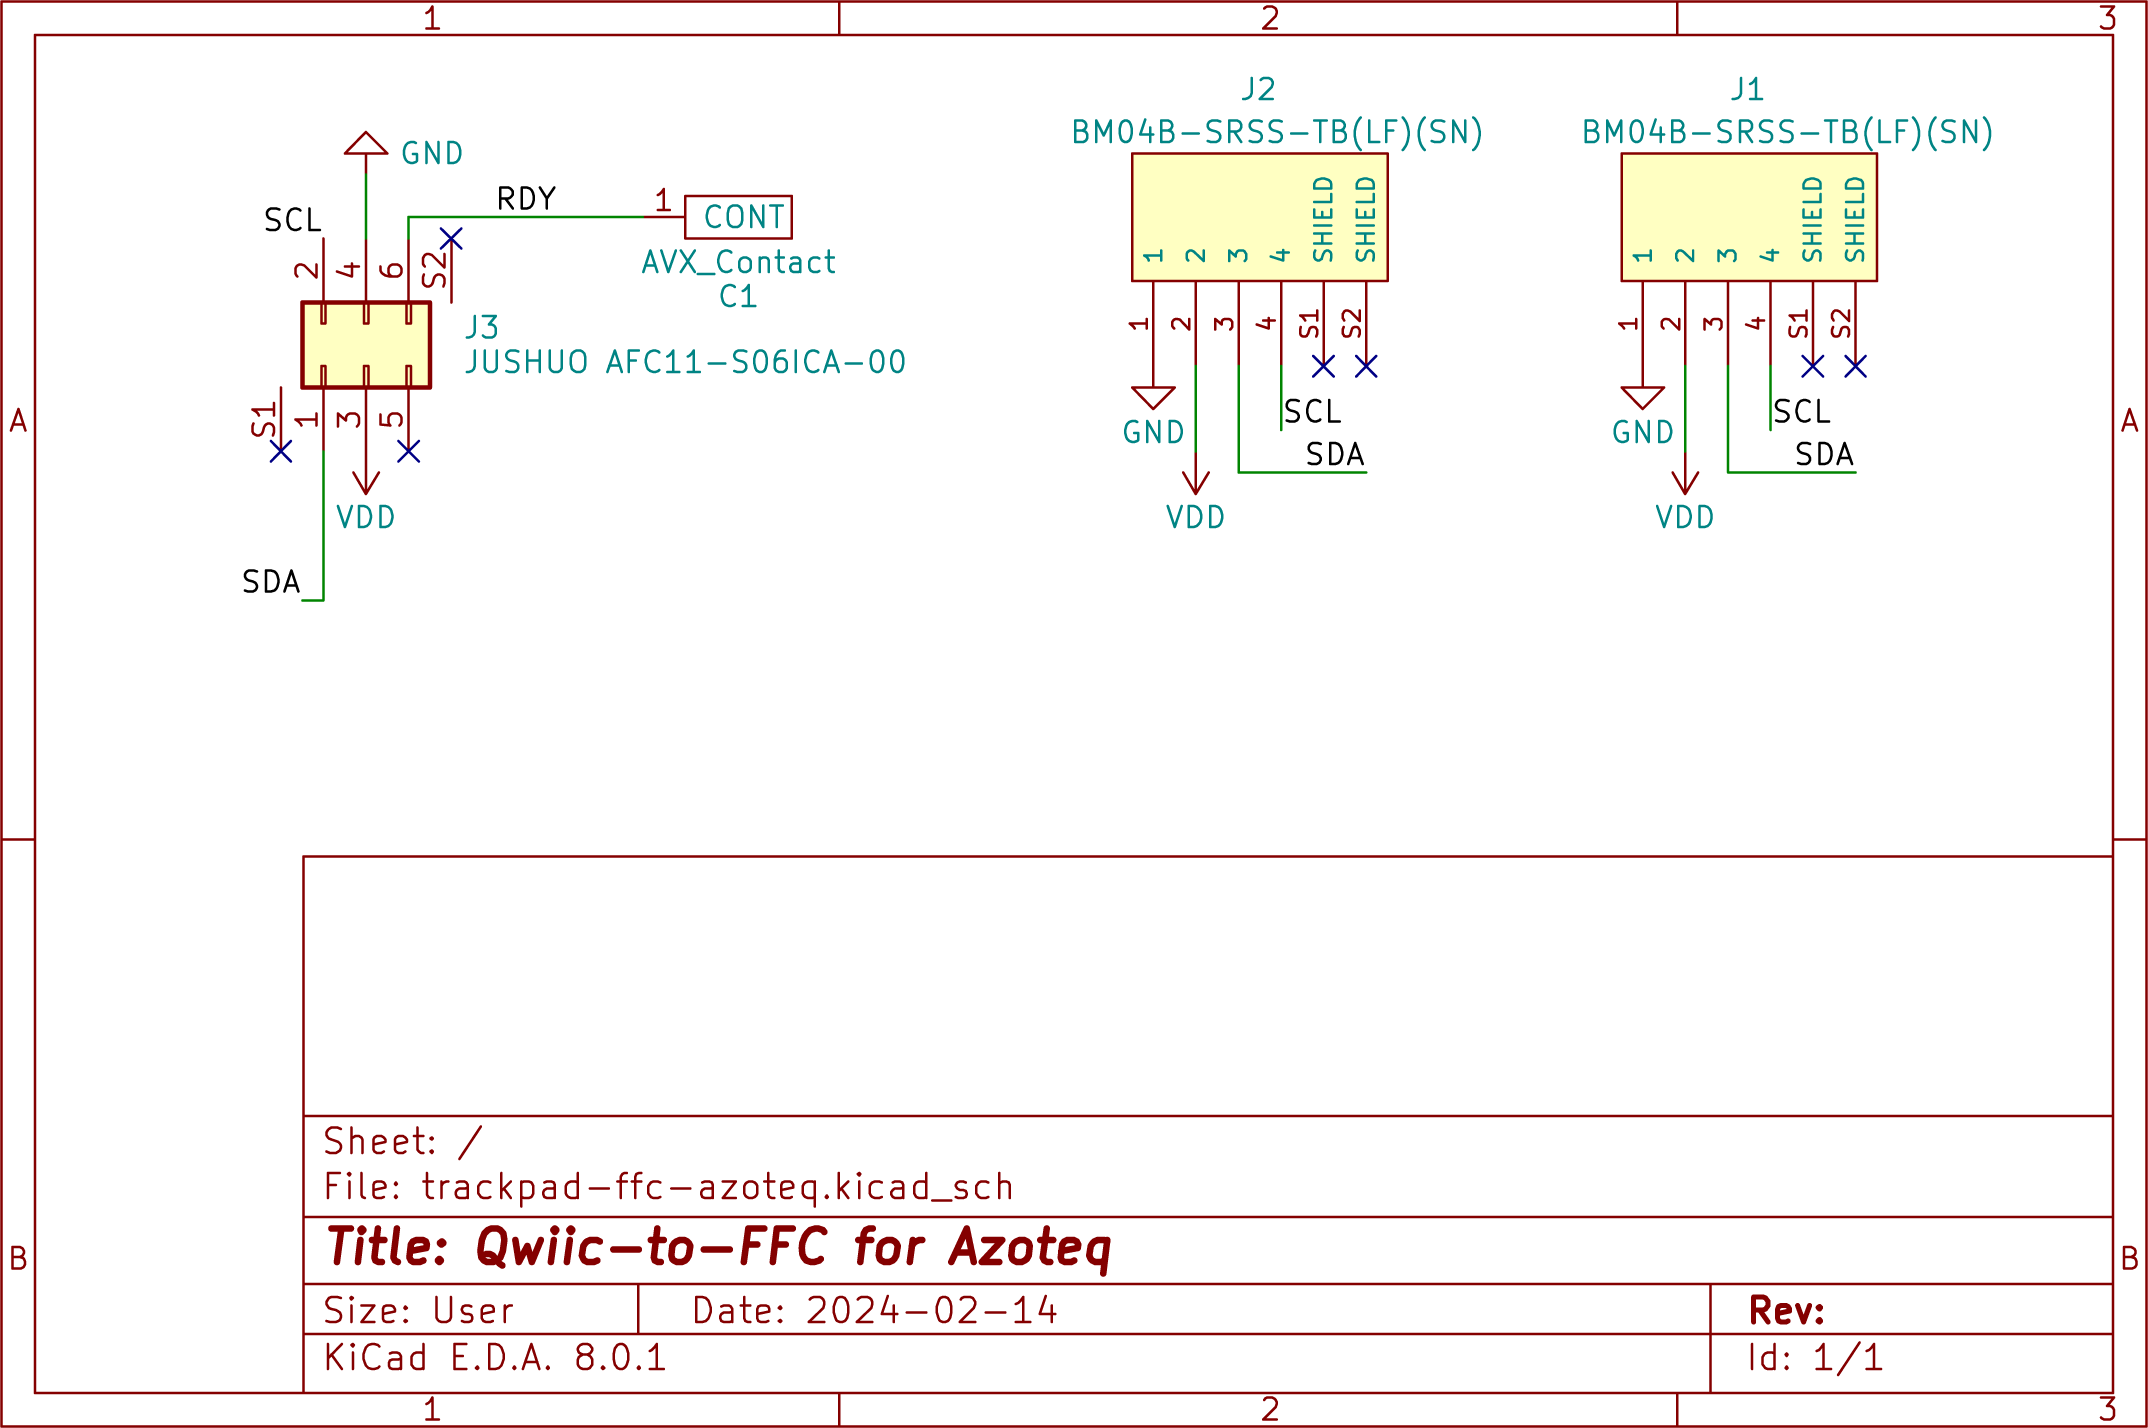 1 2 3
J2 J1
BM04B-SRSS-TB(LF)(SN) BM04B-SRSS-TB(LF)(SN)
GND
RDY 1 CONT
SCL
AVX_Contact
C1
2 4 6 S2
1 2 3 4 SHIELD SHIELD
1 2 3 4 SHIELD SHIELD
J3
JUSHUO AFC11-S06ICA-00
1 2 3 4 S1 S2
1 2 3 4 S1 S2
S1 1 3 5
A A
SCL SCL
GND GND
SDA SDA
VDD VDD VDD
SDA
Sheet: /
File: trackpad-ffc-azoteq.kicad_sch
Title: Qwiic-to-FFC for Azoteq
B B
Size: User Date: 2024-02-14 Rev:
KiCad E.D.A. 8.0.1 Id: 1/1
1 2 3